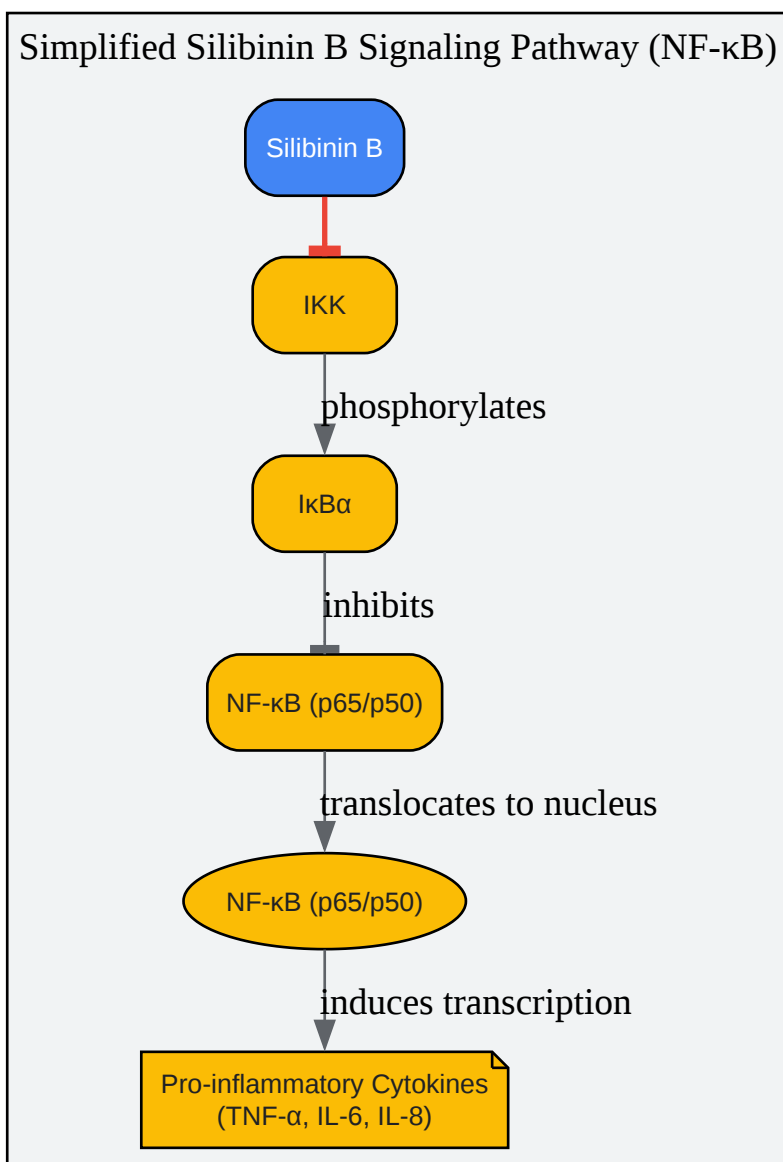 Simplified Silibinin B Signaling Pathway (NF-κB)
Silibinin B
IKK
phosphorylates
IκBα
inhibits
NF-κB (p65/p50)
translocates to nucleus
NF-κB (p65/p50)
induces transcription
Pro-inflammatory Cytokines
(TNF-α, IL-6, IL-8)